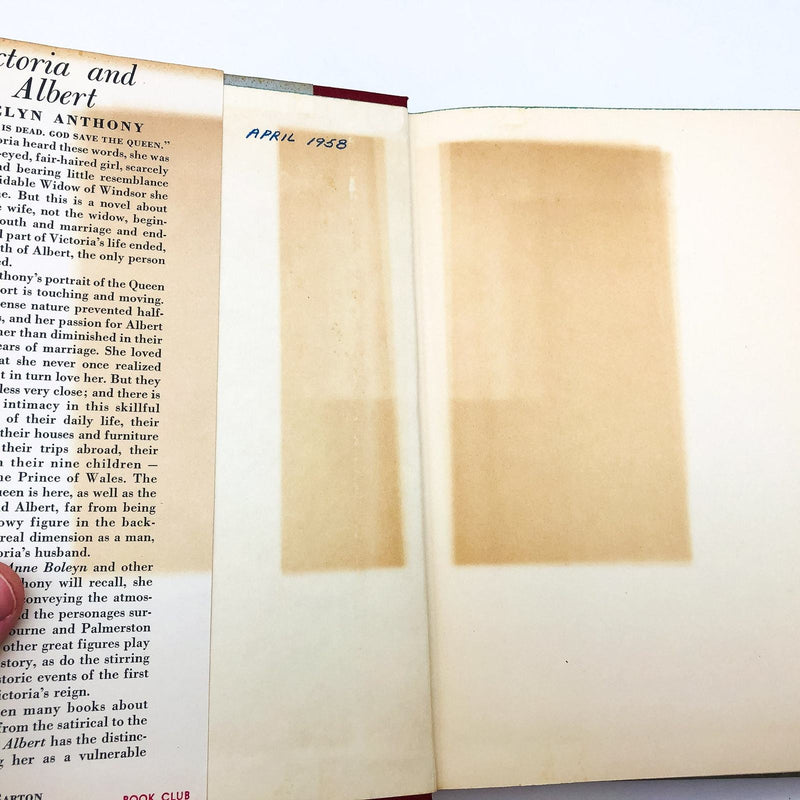 ctoria and
Albert
ELYN ANTHONY
IS DEAD. GOD SAVE THE QUEEN."
oria heard these words, she was
-eyed, fair-haired girl, scarcely
nd bearing little resemblance
idable Widow of Windsor she
e. But this is a novel about
wife, not the widow, begin-
outh and marriage and end-
l part of Victoria's life ended,
th of Albert, the only person
d.
thony's portrait of the Queen
ort is touching and moving.
ense nature prevented half-
s, and her passion for Albert
her than diminished in their
ears of marriage. She loved
at she never once realized
t in turn love her. But they
less very close; and there is
intimacy in this skillful
of their daily life, their
their houses and furniture
their trips abroad, their
n their nine children —
he Prince of Wales. The
ueen is here, as well as the
d Albert, far from being
owy figure in the back-
real dimension as a man,
oria's husband.
Anne Boleyn and other
hony will recall, she
conveying the atmos-
d the personages sur-
ourne and Palmerston
other great figures play
story, as do the stirring
storic events of the first
ictoria's reign.
en many books about
from the satirical to the
Albert has the distinc-
g her as a vulnerable
BARTON
BOOK CLUB
APRIL 1958